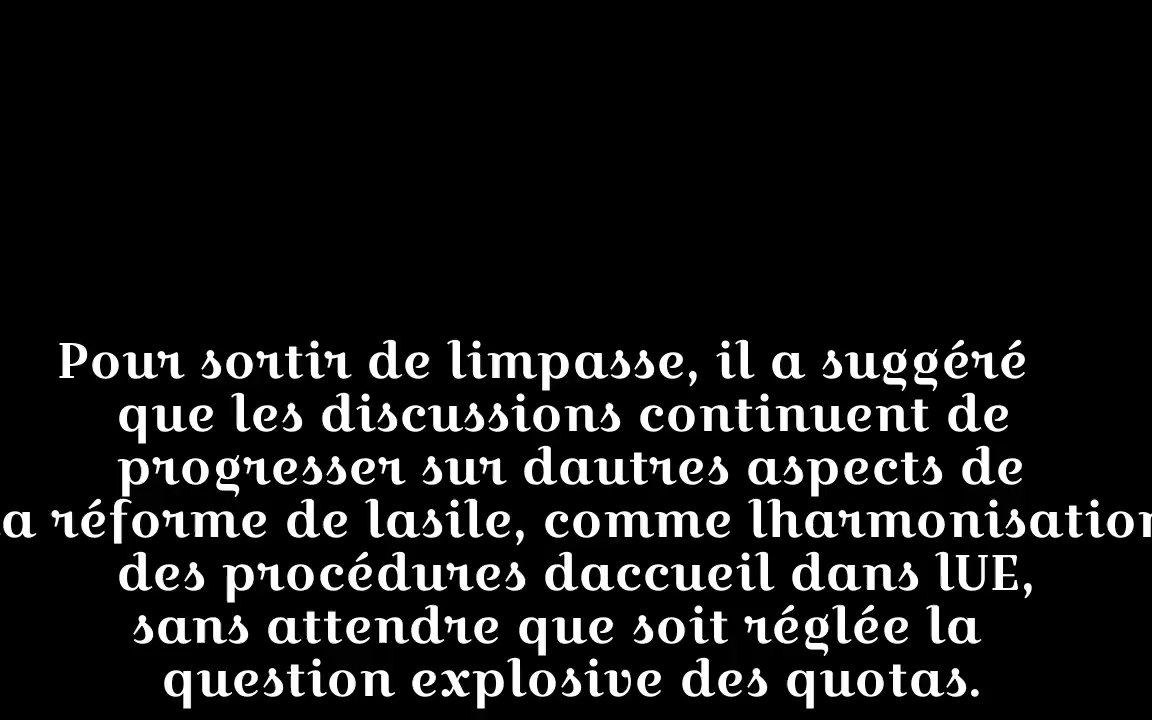 Pour sortir de limpasse, il a suggéré
que les discussions continuent de
progresser sur dautres aspects de
la réforme de lasile, comme lharmonisation
des procédures daccueil dans lUE,
sans attendre que soit réglée la
question explosive des quotas.